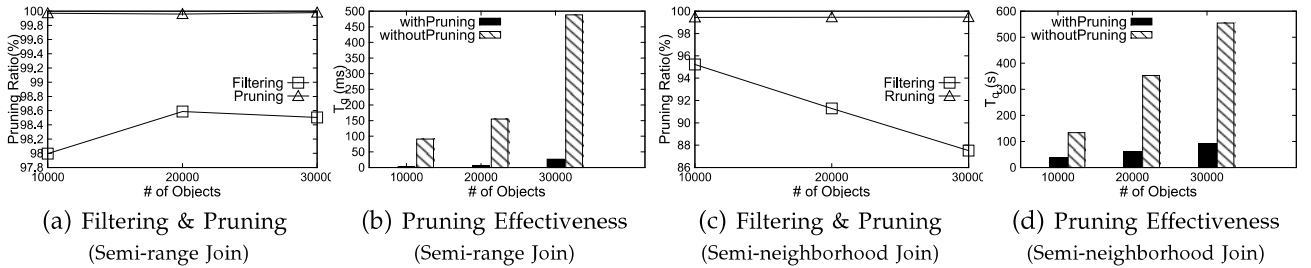 100
99.8
99.6
99.4
99.2
99
98.8
98.6
98.4
98.2
98
97.8
Pruning Ratio(%)
Filtering
Pruning
10000 20000 30000
# of Objects
(a) Filtering & Pruning
(Semi-range Join)
500
450
400
350
300
250
200
150
100
50
0
T_q (ms)
withPruning
withoutPruning
10000 20000 30000
# of Objects
(b) Pruning Effectiveness
(Semi-range Join)
100
98
96
94
92
90
88
86
Pruning Ratio(%)
Filtering
Rruning
10000 20000 30000
# of Objects
(c) Filtering & Pruning
(Semi-neighborhood Join)
600
500
400
300
200
100
0
T_q (s)
withPruning
withoutPruning
10000 20000 30000
# of Objects
(d) Pruning Effectiveness
(Semi-neighborhood Join)